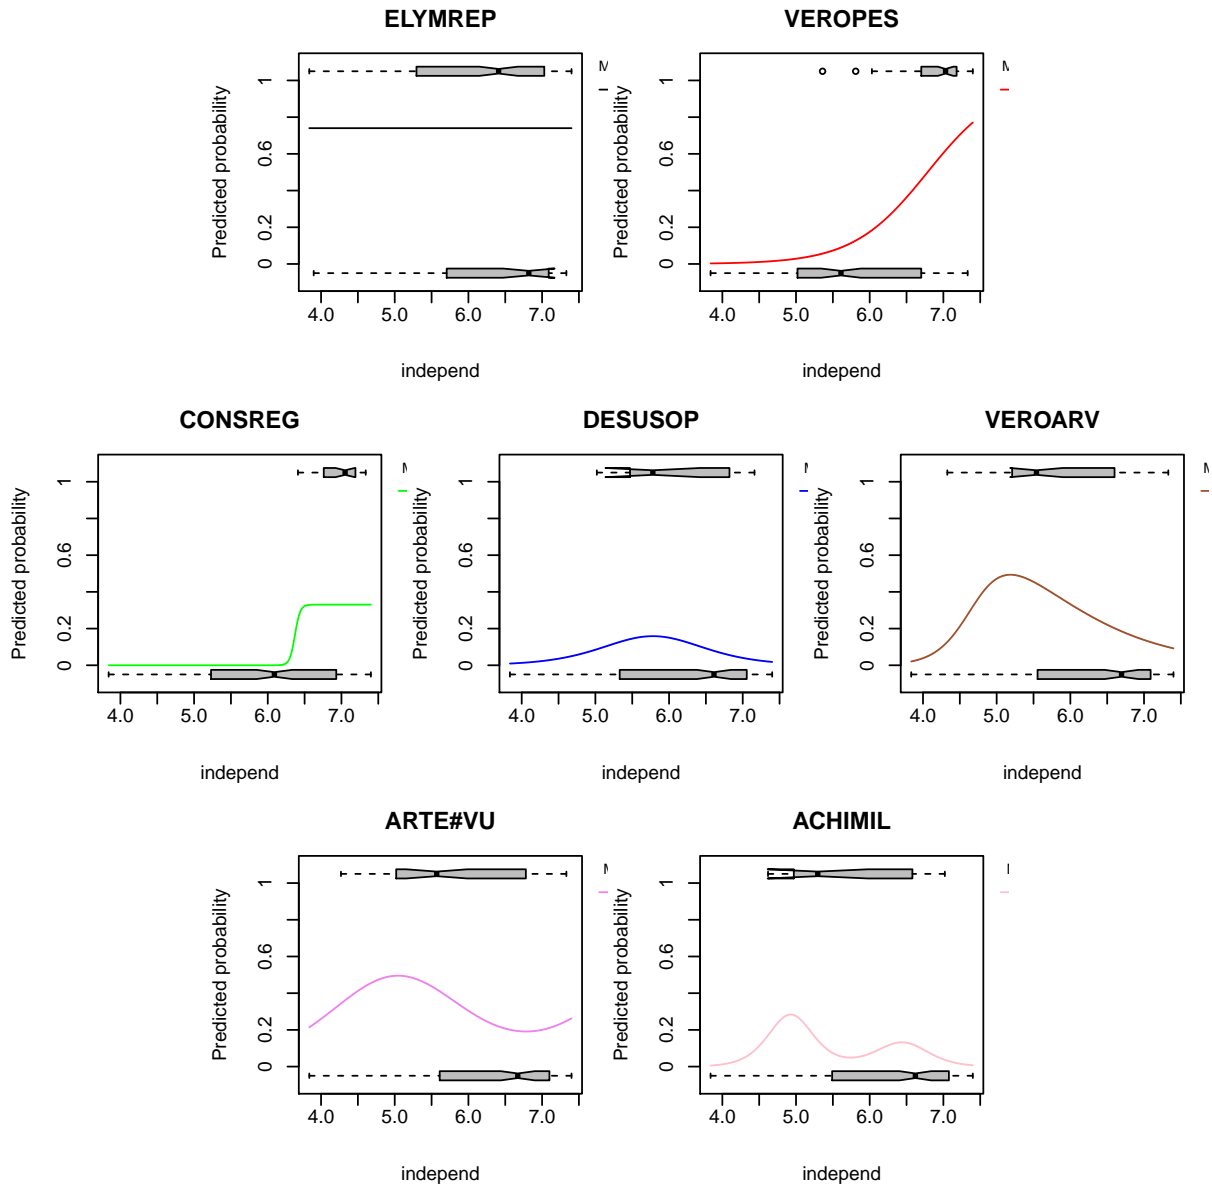 ELYMREP
VEROPES
Predicted probability
0 0.2 0.6 1
4.0 5.0 6.0 7.0
independ
M
Predicted probability
0 0.2 0.6 1
4.0 5.0 6.0 7.0
independ
CONSREG
DESUSOP
VEROARV
Predicted probability
0 0.2 0.6 1
4.0 5.0 6.0 7.0
independ
Predicted probability
0 0.2 0.6 1
4.0 5.0 6.0 7.0
independ
Predicted probability
0 0.2 0.6 1
4.0 5.0 6.0 7.0
independ
ARTE#VU
ACHIMIL
Predicted probability
0 0.2 0.6 1
4.0 5.0 6.0 7.0
independ
Predicted probability
0 0.2 0.6 1
4.0 5.0 6.0 7.0
independ